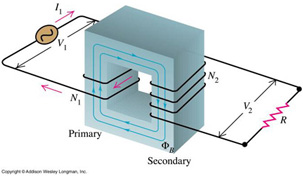 I1
V1
N1
N2
V2
R
Primary
ΦB
Secondary
Copyright © Addison Wesley Longman, Inc.